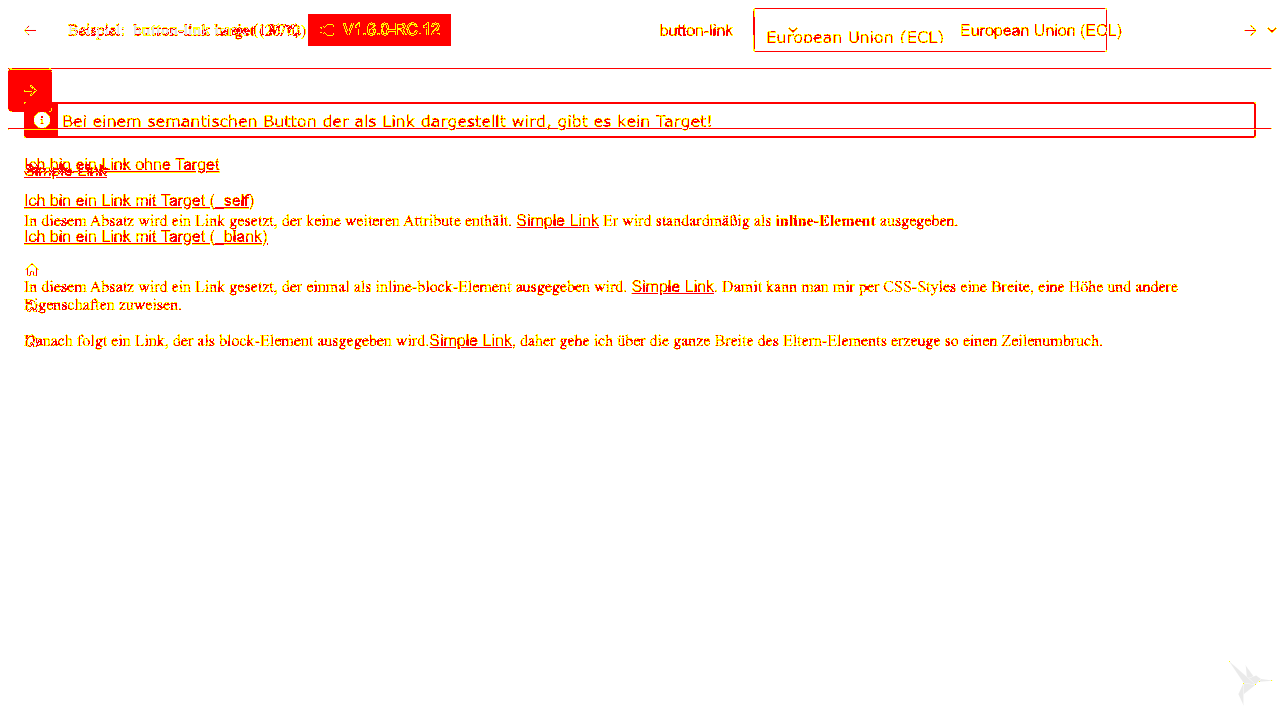 V1.6.0-RC.12
button-link
European Union (ECL)
European Union (ECL)
Bei einem semantischen Button der als Link dargestellt wird, gibt es kein Target!
Ich bin ein Link ohne Target
Simple Link
Ich bin ein Link mit Target (_self)
In diesem Absatz wird ein Link gesetzt, der keine weiteren Attribute enthält. Simple Link Er wird standardmäßig als inline-Element ausgegeben.
Ich bin ein Link mit Target (_blank)
In diesem Absatz wird ein Link gesetzt, der einmal als inline-block-Element ausgegeben wird. Simple Link. Damit kann man mir per CSS-Styles eine Breite, eine Höhe und andere
Eigenschaften zuweisen.
Danach folgt ein Link, der als block-Element ausgegeben wird.Simple Link, daher gehe ich über die ganze Breite des Eltern-Elements erzeuge so einen Zeilenumbruch.